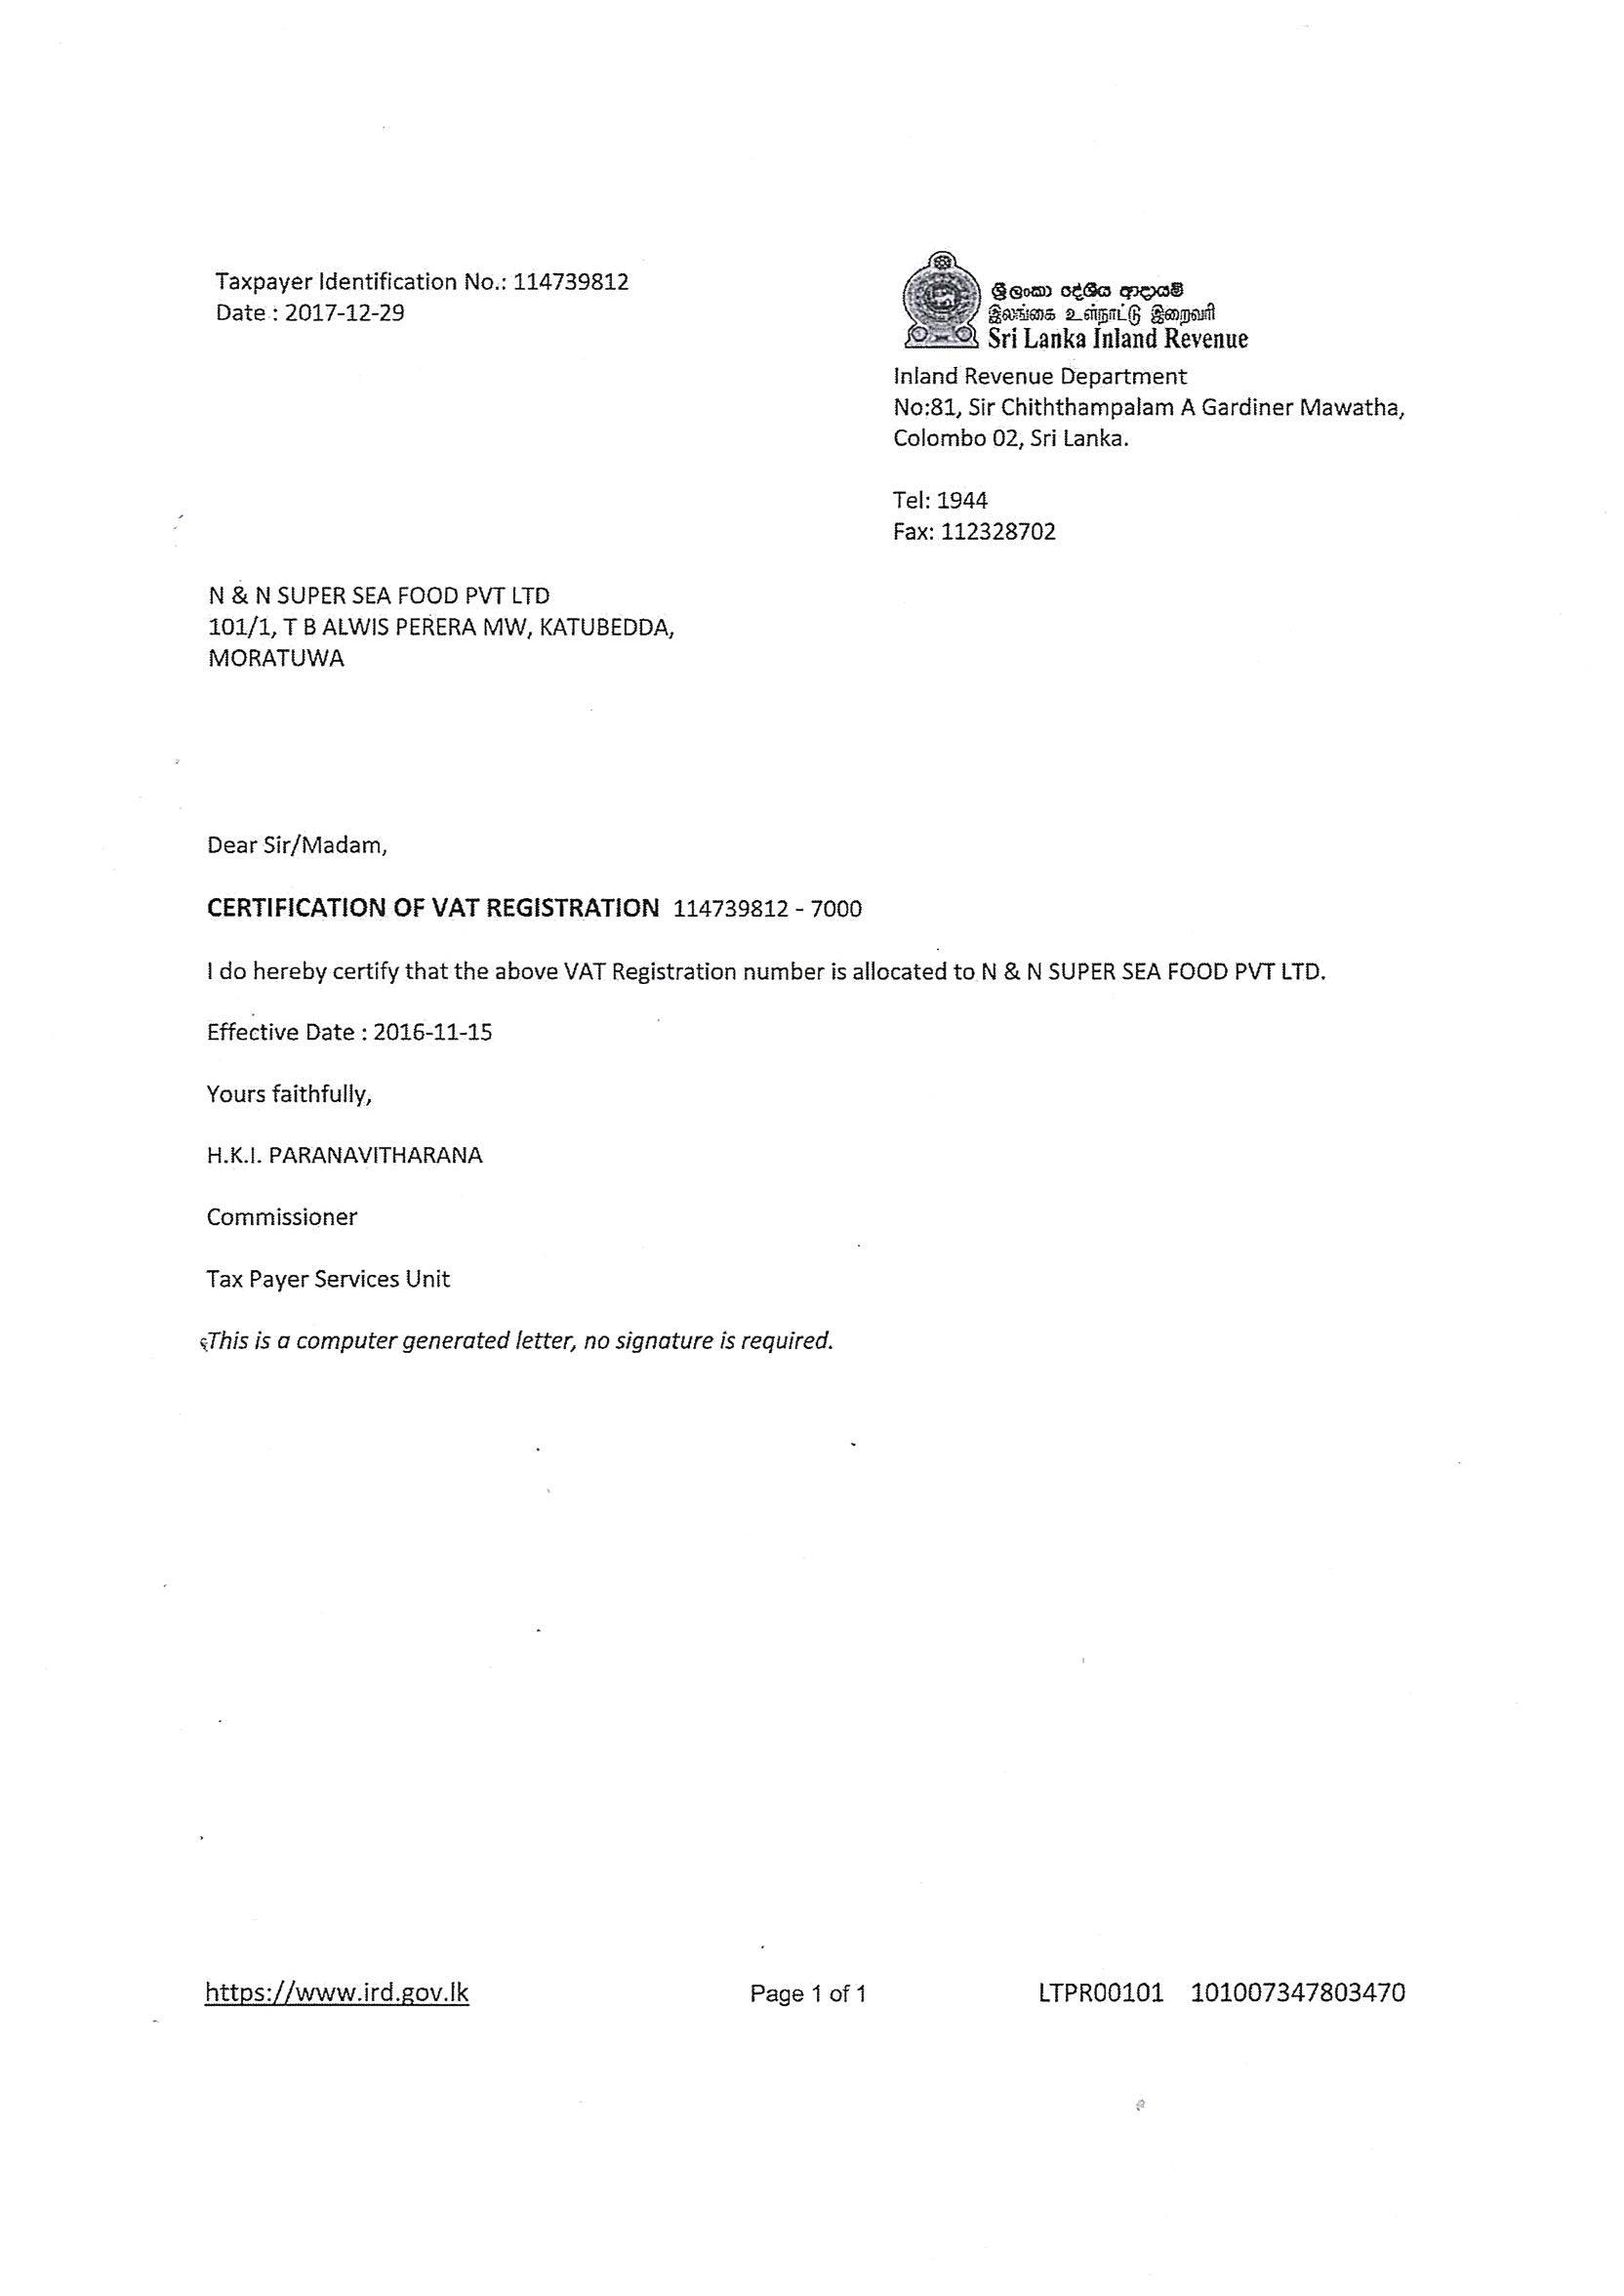 Taxpayer Identification No.: 114739812
Date : 2017-12-29
ශ්‍රී ලංකා දේශීය ආදායම්
இலங்கை உள்நாட்டு இறைவரி
Sri Lanka Inland Revenue
Inland Revenue Department
No:81, Sir Chiththampalam A Gardiner Mawatha,
Colombo 02, Sri Lanka.
Tel: 1944
Fax: 112328702
N & N SUPER SEA FOOD PVT LTD
101/1, T B ALWIS PERERA MW, KATUBEDDA,
MORATUWA
Dear Sir/Madam,
CERTIFICATION OF VAT REGISTRATION 114739812 - 7000
I do hereby certify that the above VAT Registration number is allocated to N & N SUPER SEA FOOD PVT LTD.
Effective Date : 2016-11-15
Yours faithfully,
H.K.I. PARANAVITHARANA
Commissioner
Tax Payer Services Unit
This is a computer generated letter, no signature is required.
https://www.ird.gov.lk Page 1 of 1 LTPR00101 101007347803470